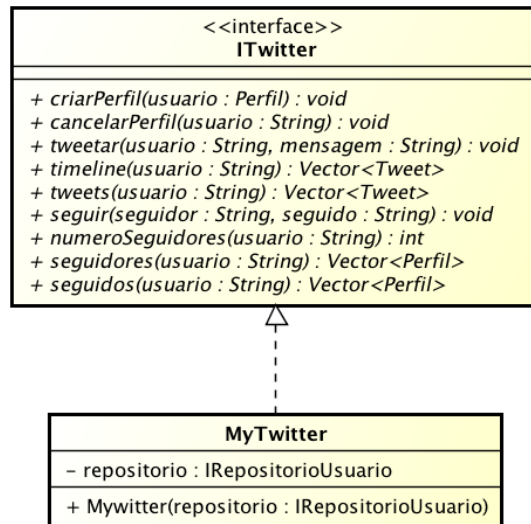 <<interface>>
ITwitter
+ criarPerfil(usuario : Perfil) : void
+ cancelarPerfil(usuario : String) : void
+ tweetar(usuario : String, mensagem : String) : void
+ timeline(usuario : String) : Vector<Tweet>
+ tweets(usuario : String) : Vector<Tweet>
+ seguir(seguidor : String, seguido : String) : void
+ numeroSeguidores(usuario : String) : int
+ seguidores(usuario : String) : Vector<Perfil>
+ seguidos(usuario : String) : Vector<Perfil>
MyTwitter
- repositorio : IRepositorioUsuario
+ Mywitter(repositorio : IRepositorioUsuario)